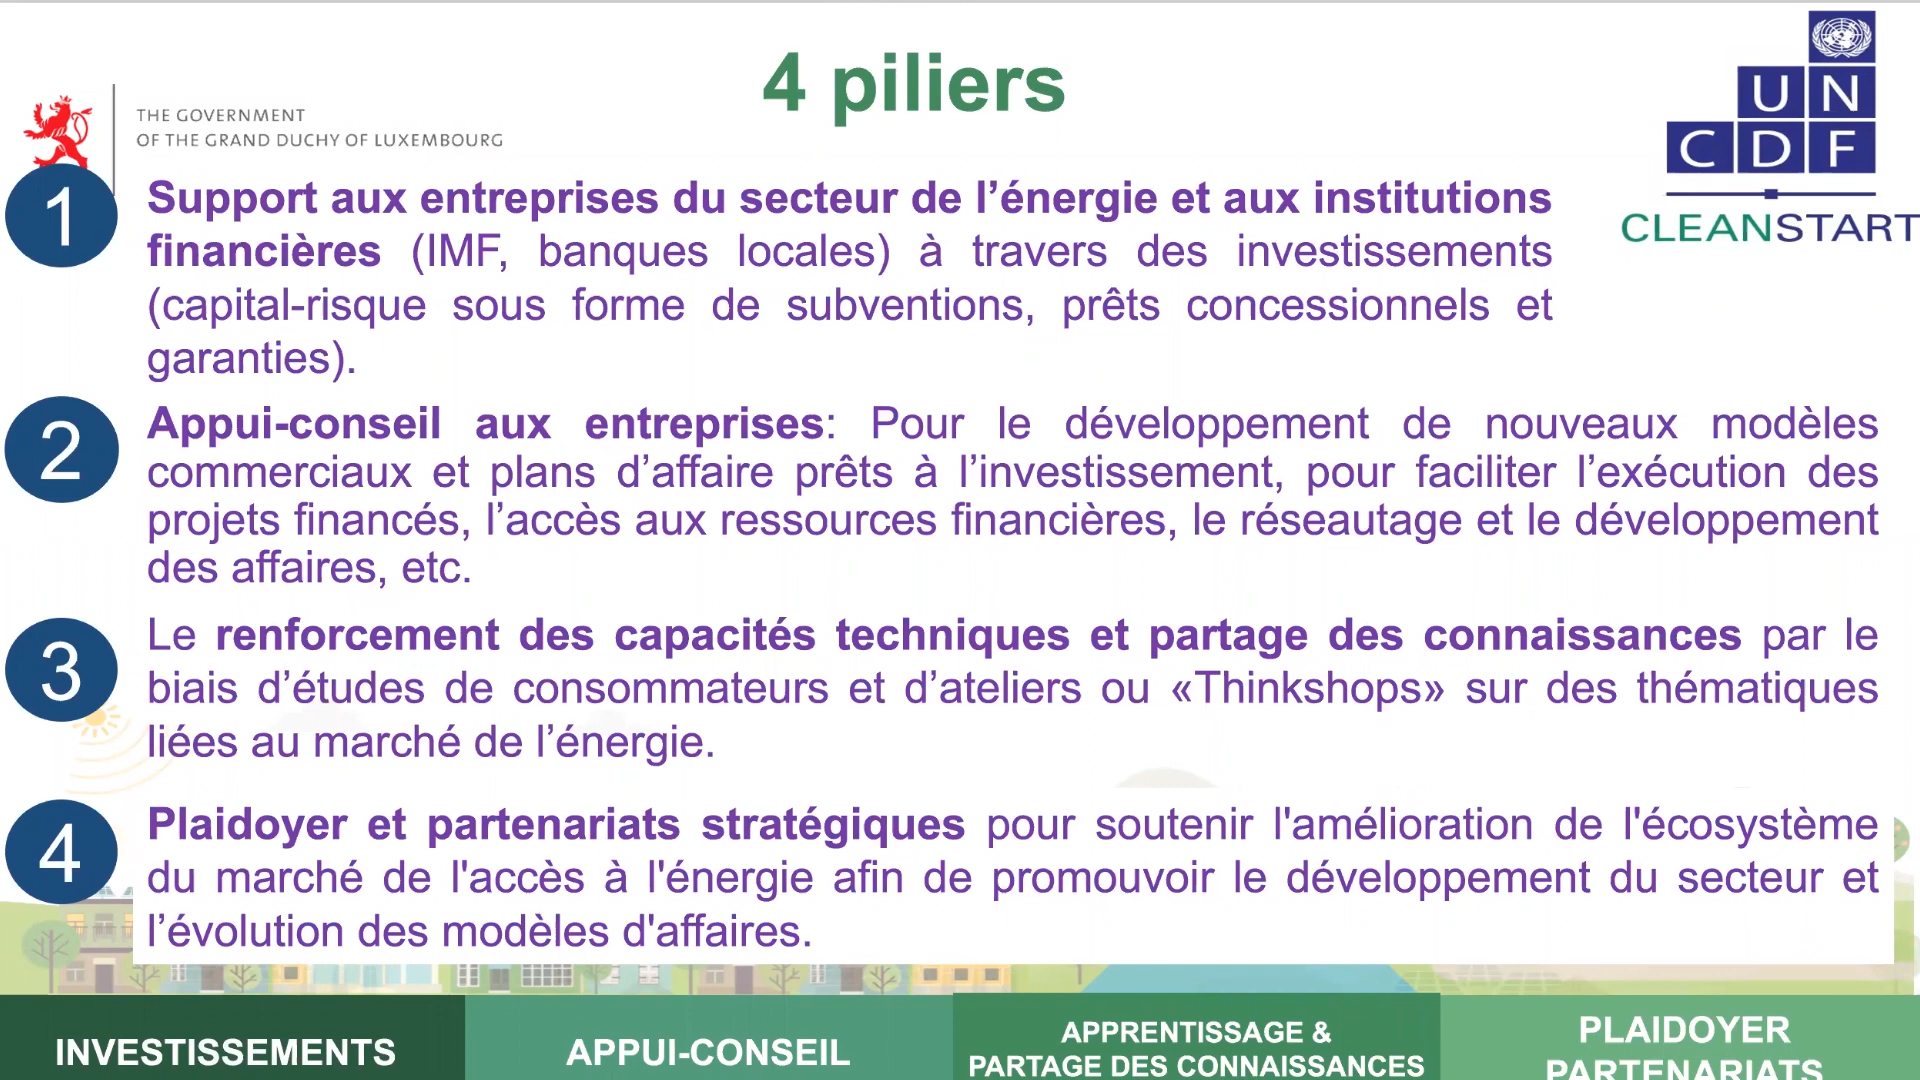 4 piliers
THE GOVERNMENT
OF THE GRAND DUCHY OF LUXEMBOURG
U N
C D F
CLEANSTART
1
Support aux entreprises du secteur de l’énergie et aux institutions
financières (IMF, banques locales) à travers des investissements
(capital-risque sous forme de subventions, prêts concessionnels et
garanties).
2
Appui-conseil aux entreprises: Pour le développement de nouveaux modèles
commerciaux et plans d’affaire prêts à l’investissement, pour faciliter l’exécution des
projets financés, l’accès aux ressources financières, le réseautage et le développement
des affaires, etc.
3
Le renforcement des capacités techniques et partage des connaissances par le
biais d’études de consommateurs et d’ateliers ou «Thinkshops» sur des thématiques
liées au marché de l’énergie.
4
Plaidoyer et partenariats stratégiques pour soutenir l'amélioration de l'écosystème
du marché de l'accès à l'énergie afin de promouvoir le développement du secteur et
l’évolution des modèles d'affaires.
INVESTISSEMENTS
APPUI-CONSEIL
APPRENTISSAGE &
PARTAGE DES CONNAISSANCES
PLAIDOYER
PARTENARIATS